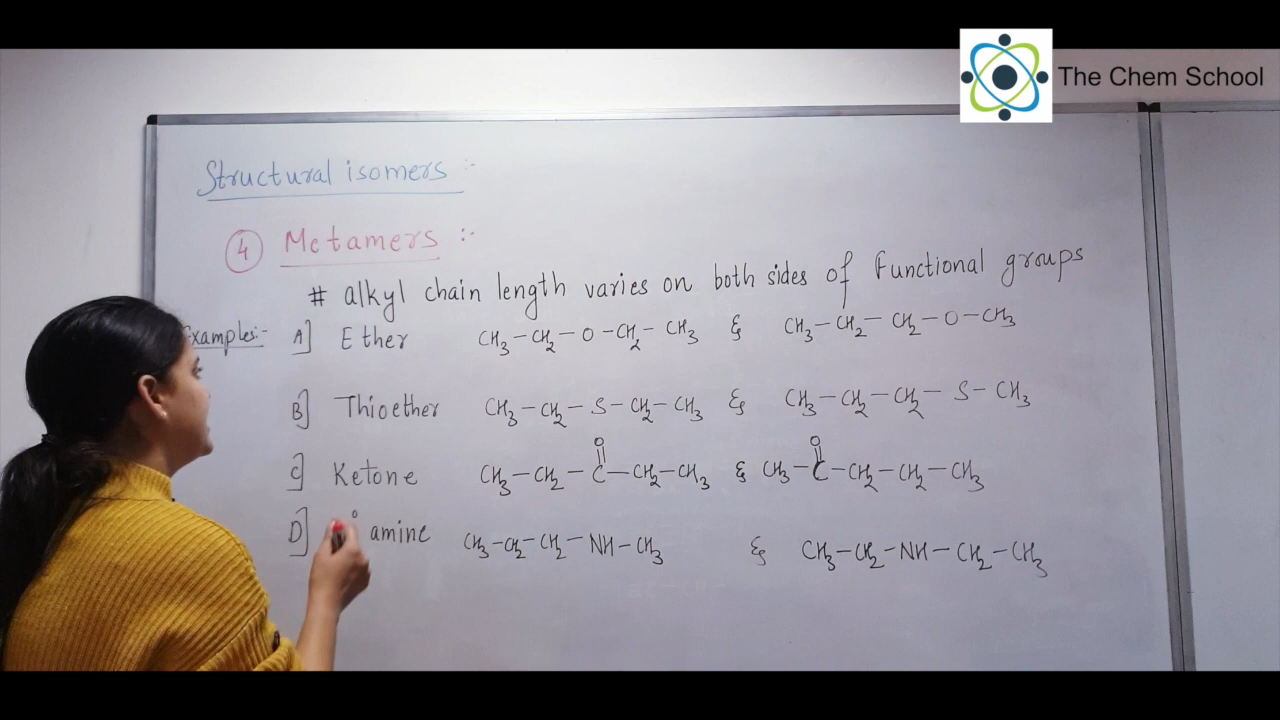 The Chem School
Structural isomers :-
4 Metamers :-
# alkyl chain length varies on both sides of Functional groups
Examples:- A] Ether CH3-CH2-O-CH2-CH3 & CH3-CH2-CH2-O-CH3
B] Thioether CH3-CH2-S-CH2-CH3 & CH3-CH2-CH2-S-CH3
O O
C] Ketone CH3-CH2-C-CH2-CH3 & CH3-C-CH2-CH2-CH3
D] ° amine CH3-CH2-CH2-NH-CH3 & CH3-CH2-NH-CH2-CH3